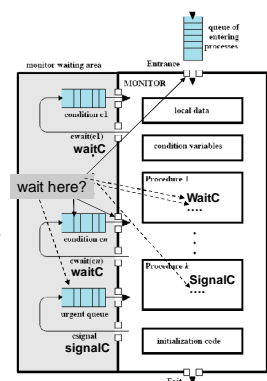 queue of
entering
processes
Entrance
monitor waiting area
MONITOR
local data
condition c1
cwait(c1)
waitC
condition variables
wait here?
Procedure 1
WaitC
....
condition cn
cwait(cn)
waitC
Procedure k
SignalC
....
urgent queue
csignal
signalC
initialization code
Exit